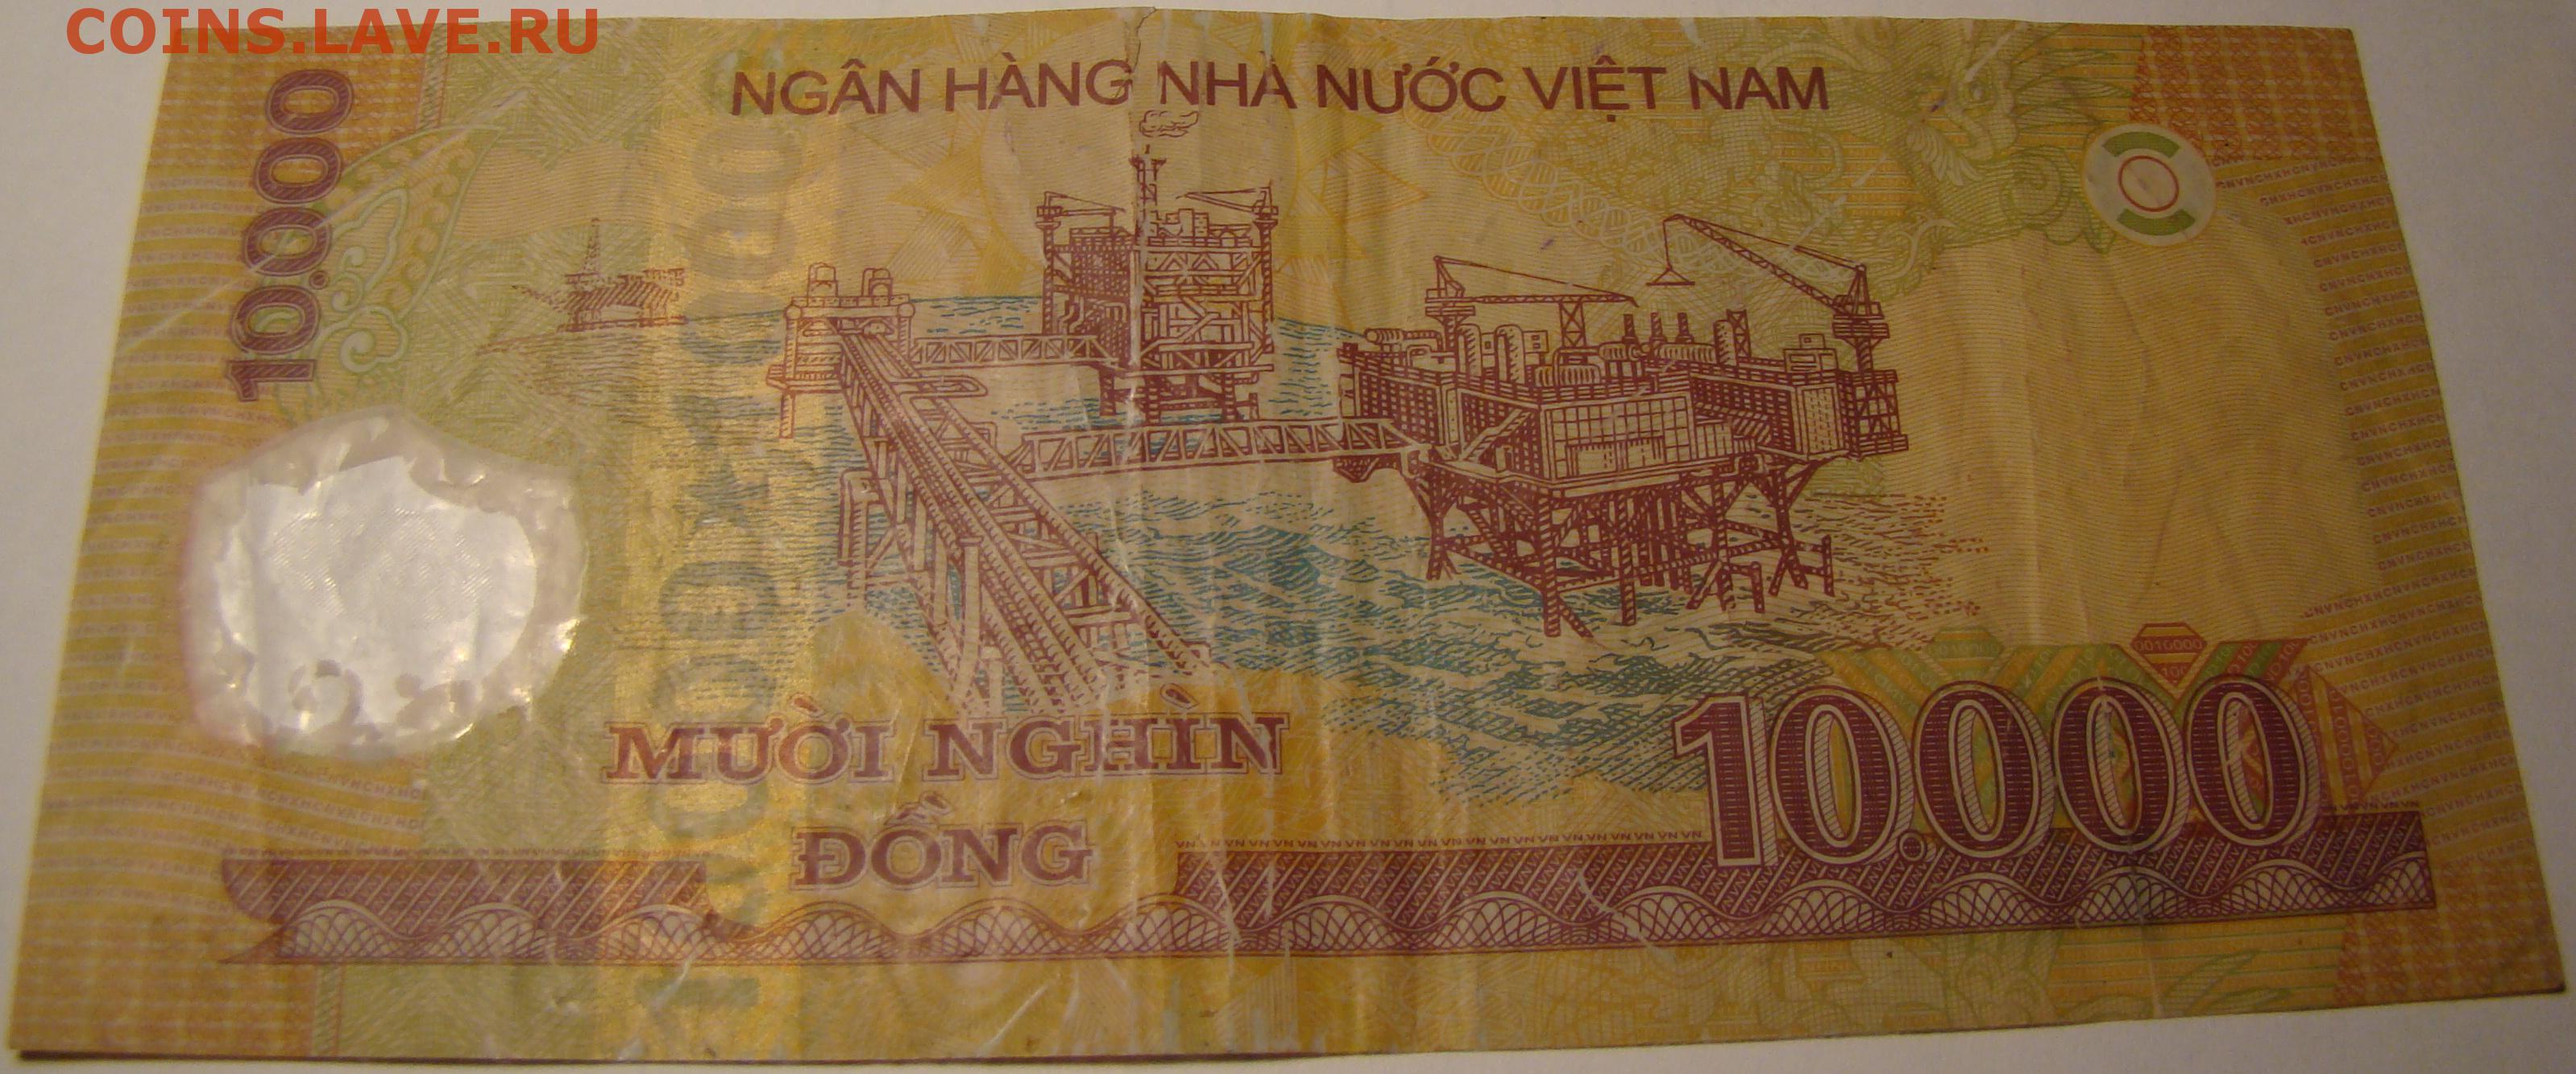 COINS.LAVE.RU
NGÂN HÀNG NHÀ NƯỚC VIỆT NAM
10.000
MƯỜI NGHÌN
ĐỒNG
10.000